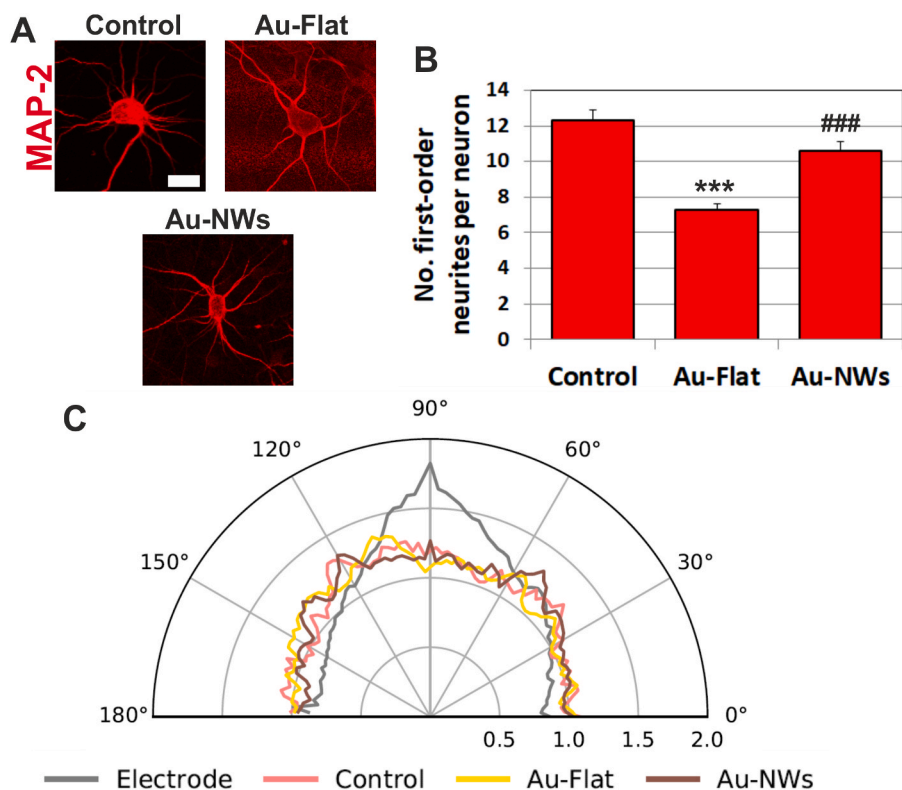 A
Control
Au-Flat
MAP-2
Au-NWs
B
No. first-order
neurites per neuron
14
12
10
8
6
4
2
0
***
###
Control
Au-Flat
Au-NWs
C
90°
120°
60°
150°
30°
180°
0°
0.5
1.0
1.5
2.0
Electrode
Control
Au-Flat
Au-NWs